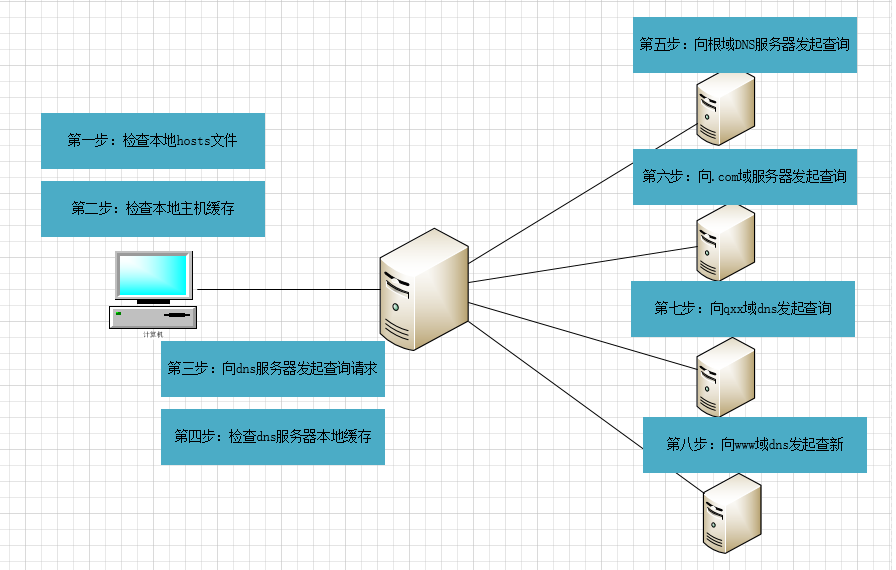 第一步：检查本地hosts文件
第二步：检查本地主机缓存
计算机
第三步：向dns服务器发起查询请求
第四步：检查dns服务器本地缓存
第五步：向根域DNS服务器发起查询
第六步：向.com域服务器发起查询
第七步：向qxx域dns发起查询
第八步：向www域dns发起查新